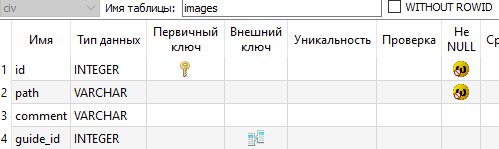 civ Имя таблицы: images WITHOUT ROWID
Имя Тип данных Первичный ключ Внешний ключ Уникальность Проверка Не NULL
1 id INTEGER
2 path VARCHAR
3 comment VARCHAR
4 guide_id INTEGER